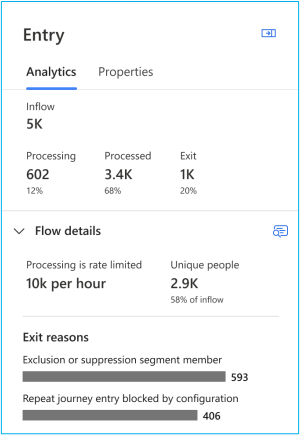 Entry
Analytics Properties
Inflow
5K
Processing Processed Exit
602 3.4K 1K
12% 68% 20%
Flow details
Processing is rate limited Unique people
10k per hour 2.9K
58% of inflow
Exit reasons
Exclusion or suppression segment member
593
Repeat journey entry blocked by configuration
406